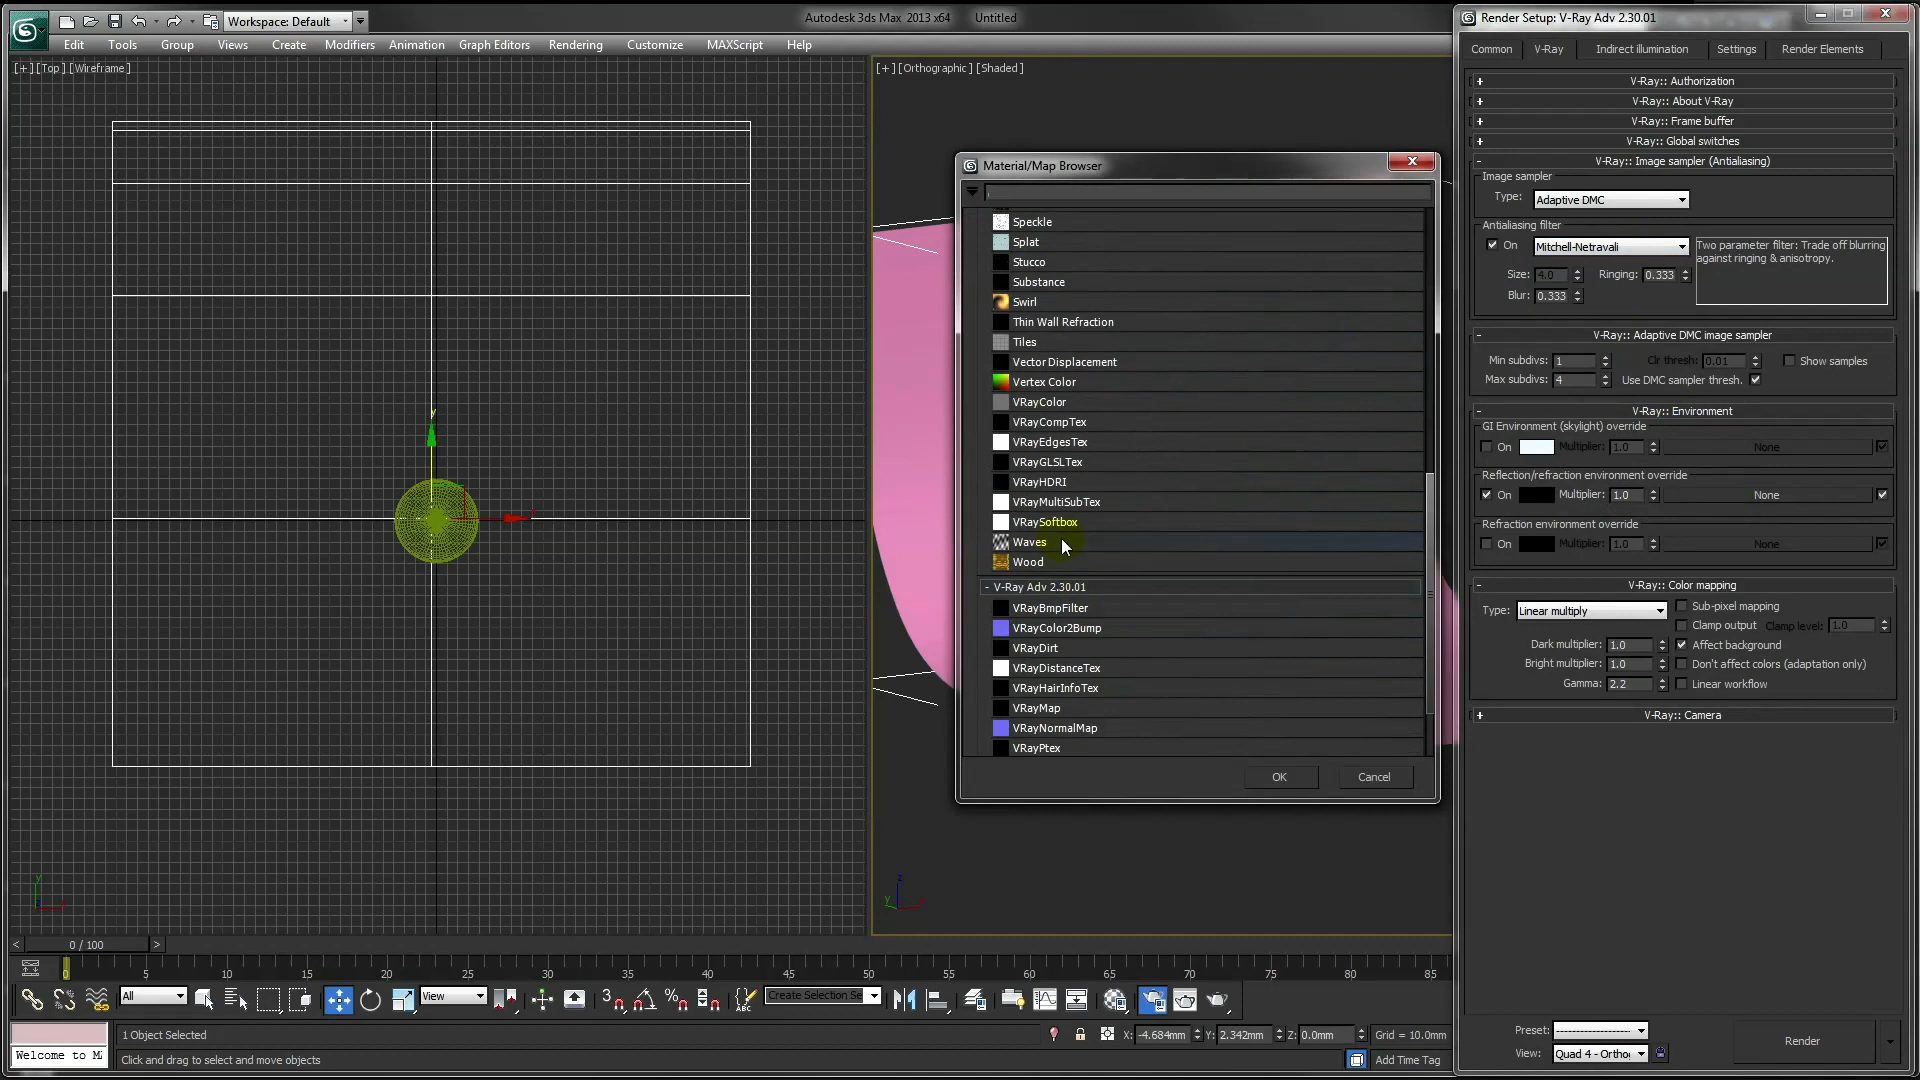 Workspace: Default
Autodesk 3ds Max 2013 x64 Untitled
Edit Tools Group Views Create Modifiers Animation Graph Editors Rendering Customize MAXScript Help
[+] [Top] [Wireframe]
[+] [Orthographic] [Shaded]
y
0 / 100
0 5 10 15 20 25 30 35 40 45 50 55 60 65 70 75 80 85
All
View
Create Selection Se
ABC
1 Object Selected
X: -4.684mm Y: 2.342mm Z: 0.0mm Grid = 10.0mm
Welcome to M
Click and drag to select and move objects
Add Time Tag
Material/Map Browser
Speckle
Splat
Stucco
Substance
Swirl
Thin Wall Refraction
Tiles
Vector Displacement
Vertex Color
VRayColor
VRayCompTex
VRayEdgesTex
VRayGLSLTex
VRayHDRI
VRayMultiSubTex
VRaySoftbox
Waves
Wood
- V-Ray Adv 2.30.01
VRayBmpFilter
VRayColor2Bump
VRayDirt
VRayDistanceTex
VRayHairInfoTex
VRayMap
VRayNormalMap
VRayPtex
OK Cancel
Render Setup: V-Ray Adv 2.30.01
Common V-Ray Indirect illumination Settings Render Elements
+ V-Ray:: Authorization
+ V-Ray:: About V-Ray
+ V-Ray:: Frame buffer
+ V-Ray:: Global switches
- V-Ray:: Image sampler (Antialiasing)
Image sampler
Type: Adaptive DMC
Antialiasing filter
On Mitchell-Netravali
Two parameter filter: Trade off blurring
against ringing & anisotropy.
Size: 4.0 Ringing: 0.333
Blur: 0.333
- V-Ray:: Adaptive DMC image sampler
Min subdivs: 1 Clr thresh: 0.01 Show samples
Max subdivs: 4 Use DMC sampler thresh.
- V-Ray:: Environment
GI Environment (skylight) override
On Multiplier: 1.0 None
Reflection/refraction environment override
On Multiplier: 1.0 None
Refraction environment override
On Multiplier: 1.0 None
- V-Ray:: Color mapping
Type: Linear multiply Sub-pixel mapping
Clamp output Clamp level: 1.0
Dark multiplier: 1.0 Affect background
Bright multiplier: 1.0 Don't affect colors (adaptation only)
Gamma: 2.2 Linear workflow
+ V-Ray:: Camera
Preset: --------------------
View: Quad 4 - Orthog
Render